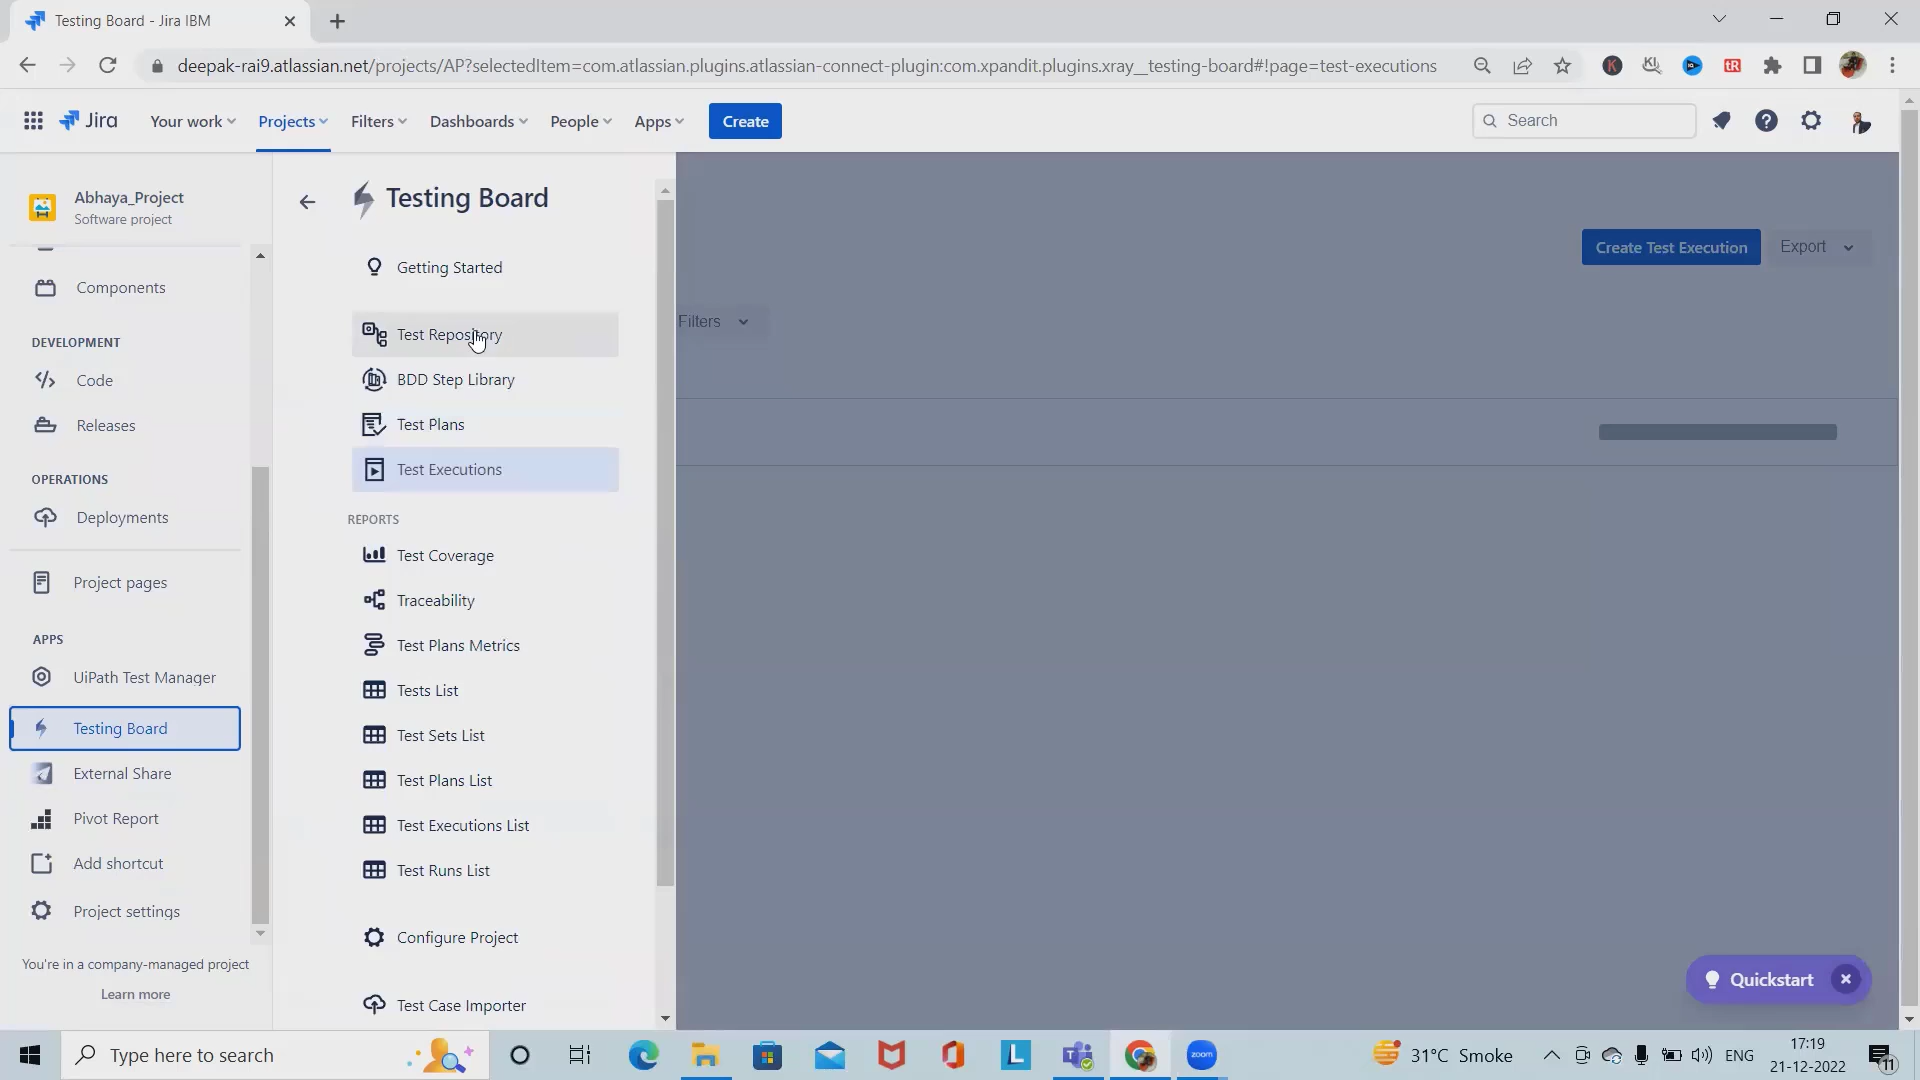 Testing Board - Jira IBM
deepak-rai9.atlassian.net/projects/AP?selectedItem=com.atlassian.plugins.atlassian-connect-plugin:com.xpandit.plugins.xray__testing-board#!page=test-executions
Jira
Your work
Projects
Filters
Dashboards
People
Apps
Create
Search
Abhaya_Project
Software project
Components
DEVELOPMENT
Code
Releases
OPERATIONS
Deployments
Project pages
APPS
UiPath Test Manager
Testing Board
External Share
Pivot Report
Add shortcut
Project settings
You're in a company-managed project
Learn more
Testing Board
Getting Started
Test Repository
BDD Step Library
Test Plans
Test Executions
REPORTS
Test Coverage
Traceability
Test Plans Metrics
Tests List
Test Sets List
Test Plans List
Test Executions List
Test Runs List
Configure Project
Test Case Importer
Create Test Execution
Export
Filters
Quickstart
Type here to search
zoom
31°C Smoke
ENG
17:19
21-12-2022
11